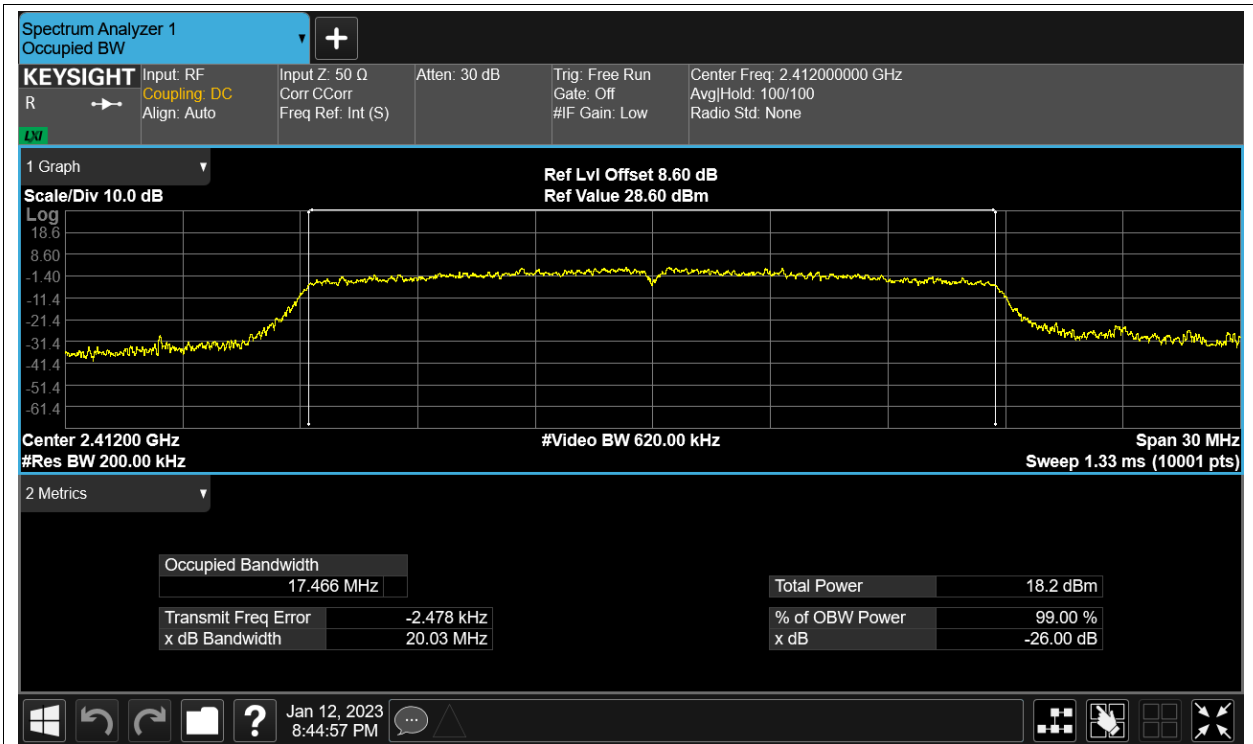 Spectrum Analyzer 1
Occupied BW
KEYSIGHT
R
LXI
Input: RF
Coupling: DC
Align: Auto
Input Z: 50 Ω
Corr CCorr
Freq Ref: Int (S)
Atten: 30 dB
Trig: Free Run
Gate: Off
#IF Gain: Low
Center Freq: 2.412000000 GHz
Avg|Hold: 100/100
Radio Std: None
1 Graph
Scale/Div 10.0 dB
Ref Lvl Offset 8.60 dB
Ref Value 28.60 dBm
Log
18.6
8.60
-1.40
-11.4
-21.4
-31.4
-41.4
-51.4
-61.4
Center 2.41200 GHz
#Res BW 200.00 kHz
#Video BW 620.00 kHz
Span 30 MHz
Sweep 1.33 ms (10001 pts)
2 Metrics
Occupied Bandwidth
17.466 MHz
Transmit Freq Error -2.478 kHz
x dB Bandwidth 20.03 MHz
Total Power 18.2 dBm
% of OBW Power 99.00 %
x dB -26.00 dB
?
Jan 12, 2023
8:44:57 PM